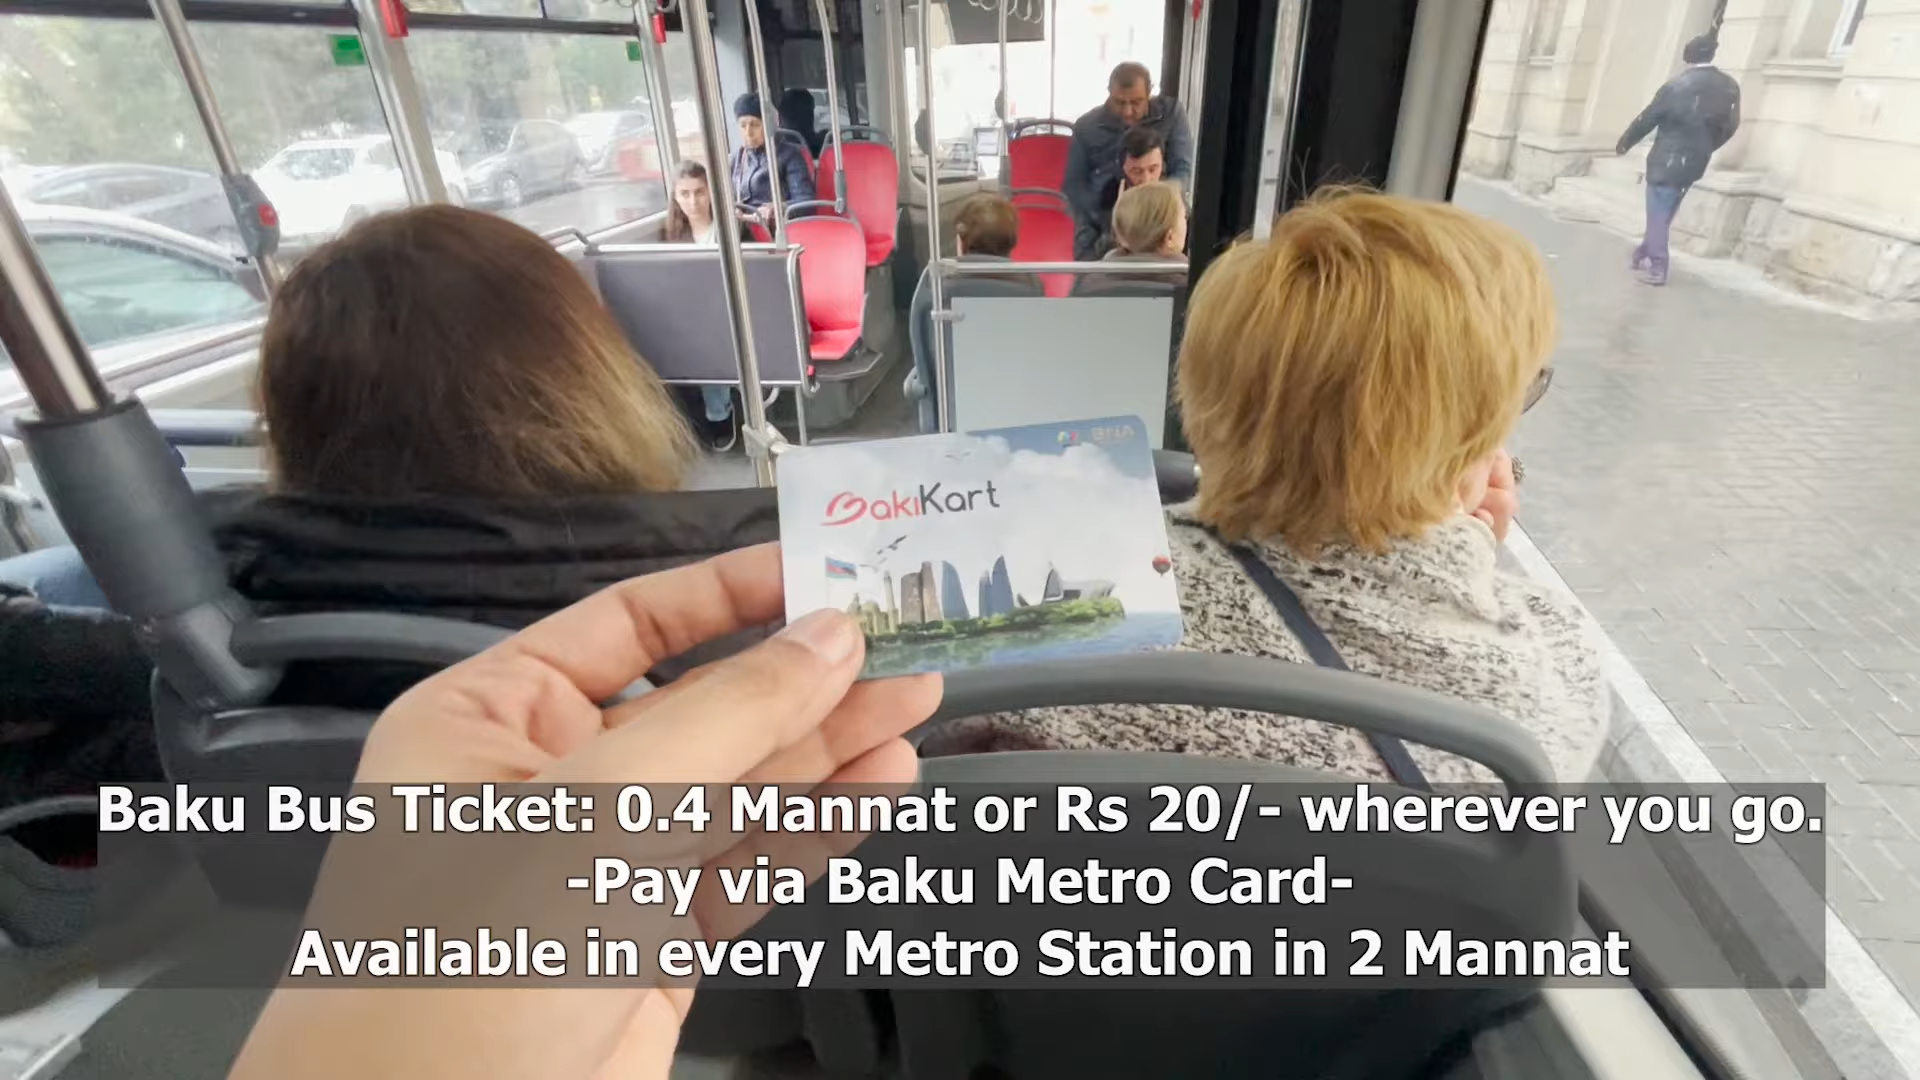 BNA
BakıKart
Baku Bus Ticket: 0.4 Mannat or Rs 20/- wherever you go.
-Pay via Baku Metro Card-
Available in every Metro Station in 2 Mannat